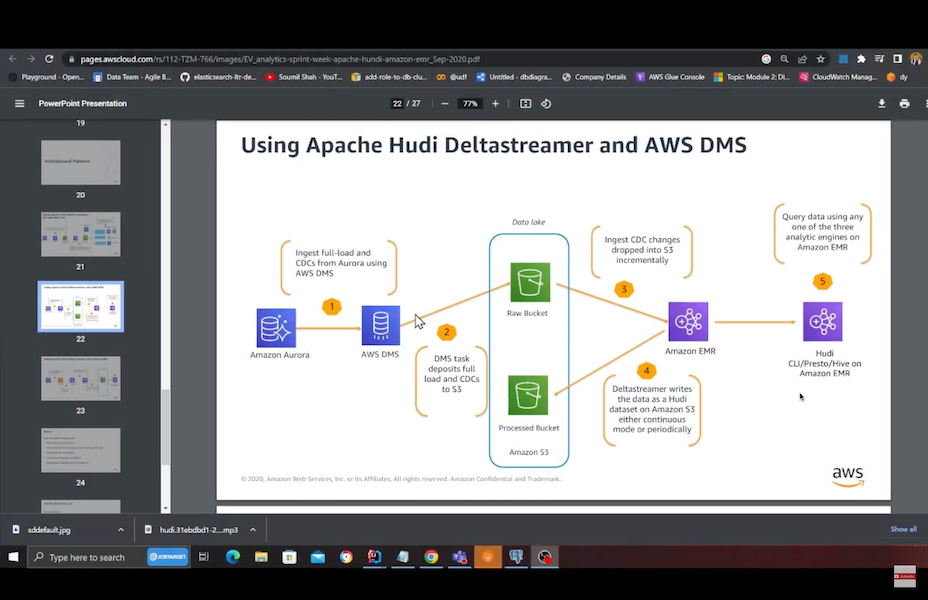 pages.awscloud.com/rs/112-TZM-766/images/EV_analytics-sprint-week-apache-hundi-amazon-emr_Sep-2020.pdf
Playground - Open...
Data Team - Agile B...
elasticsearch-ltr-de...
Soumil Shah - YouT...
add-role-to-db-clu...
@udf
Untitled - dbdiagra...
Company Details
AWS Glue Console
Topic Module 2: Di...
CloudWatch Manag...
dy
PowerPoint Presentation
22 / 27
77%
19
Architectural Patterns
20
21
22
23
24
Using Apache Hudi Deltastreamer and AWS DMS
Data lake
Ingest full-load and
CDCs from Aurora using
AWS DMS
1
Amazon Aurora
AWS DMS
2
DMS task
deposits full
load and CDCs
to S3
Raw Bucket
Processed Bucket
Amazon S3
Ingest CDC changes
dropped into S3
incrementally
3
Amazon EMR
4
Deltastreamer writes
the data as a Hudi
dataset on Amazon S3
either continuous
mode or periodically
Query data using any
one of the three
analytic engines on
Amazon EMR
5
Hudi
CLI/Presto/Hive on
Amazon EMR
© 2020, Amazon Web Services, Inc. or its Affiliates. All rights reserved. Amazon Confidential and Trademark.
aws
sddefault.jpg
hudi.31ebdbd1-2....mp3
Show all
Type here to search
JOBTARGET
Subscribe